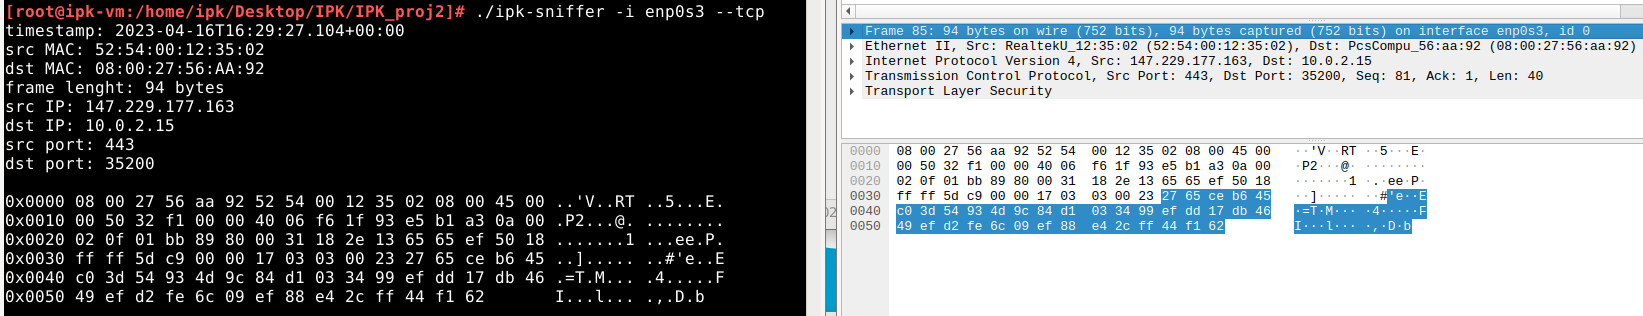 [root@ipk-vm:/home/ipk/Desktop/IPK/IPK_proj2]# ./ipk-sniffer -i enp0s3 --tcp
timestamp: 2023-04-16T16:29:27.104+00:00
src MAC: 52:54:00:12:35:02
dst MAC: 08:00:27:56:AA:92
frame lenght: 94 bytes
src IP: 147.229.177.163
dst IP: 10.0.2.15
src port: 443
dst port: 35200
0x0000 08 00 27 56 aa 92 52 54 00 12 35 02 08 00 45 00 ..'V..RT ..5...E.
0x0010 00 50 32 f1 00 00 40 06 f6 1f 93 e5 b1 a3 0a 00 .P2...@. ........
0x0020 02 0f 01 bb 89 80 00 31 18 2e 13 65 65 ef 50 18 .......1 ...ee.P.
0x0030 ff ff 5d c9 00 00 17 03 03 00 23 27 65 ce b6 45 ..]..... ..#'e..E
0x0040 c0 3d 54 93 4d 9c 84 d1 03 34 99 ef dd 17 db 46 .=T.M... .4.....F
0x0050 49 ef d2 fe 6c 09 ef 88 e4 2c ff 44 f1 62 I...l... .,.D.b
Frame 85: 94 bytes on wire (752 bits), 94 bytes captured (752 bits) on interface enp0s3, id 0
Ethernet II, Src: RealtekU_12:35:02 (52:54:00:12:35:02), Dst: PcsCompu_56:aa:92 (08:00:27:56:aa:92)
Internet Protocol Version 4, Src: 147.229.177.163, Dst: 10.0.2.15
Transmission Control Protocol, Src Port: 443, Dst Port: 35200, Seq: 81, Ack: 1, Len: 40
Transport Layer Security
0000 08 00 27 56 aa 92 52 54 00 12 35 02 08 00 45 00 ··'V··RT ··5···E·
0010 00 50 32 f1 00 00 40 06 f6 1f 93 e5 b1 a3 0a 00 ·P2···@· ········
0020 02 0f 01 bb 89 80 00 31 18 2e 13 65 65 ef 50 18 ·······1 ·.·ee·P·
0030 ff ff 5d c9 00 00 17 03 03 00 23 27 65 ce b6 45 ··]····· ··#'e··E
0040 c0 3d 54 93 4d 9c 84 d1 03 34 99 ef dd 17 db 46 ·=T·M··· ·4·····F
0050 49 ef d2 fe 6c 09 ef 88 e4 2c ff 44 f1 62 I···l··· ·,·D·b